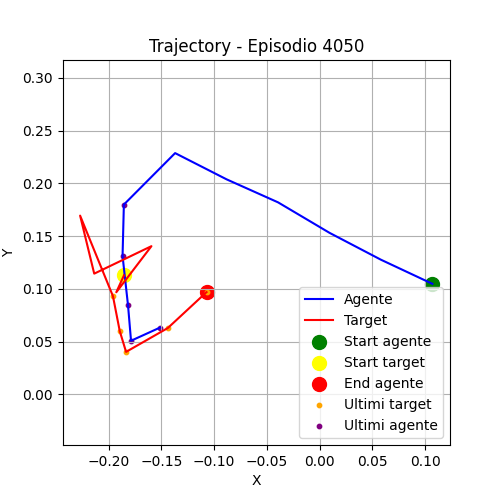 Trajectory - Episodio 4050
0.30
0.25
0.20
0.15
0.10
0.05
0.00
Y
Agente
Target
Start agente
Start target
End agente
Ultimi target
Ultimi agente
−0.20 −0.15 −0.10 −0.05 0.00 0.05 0.10
X